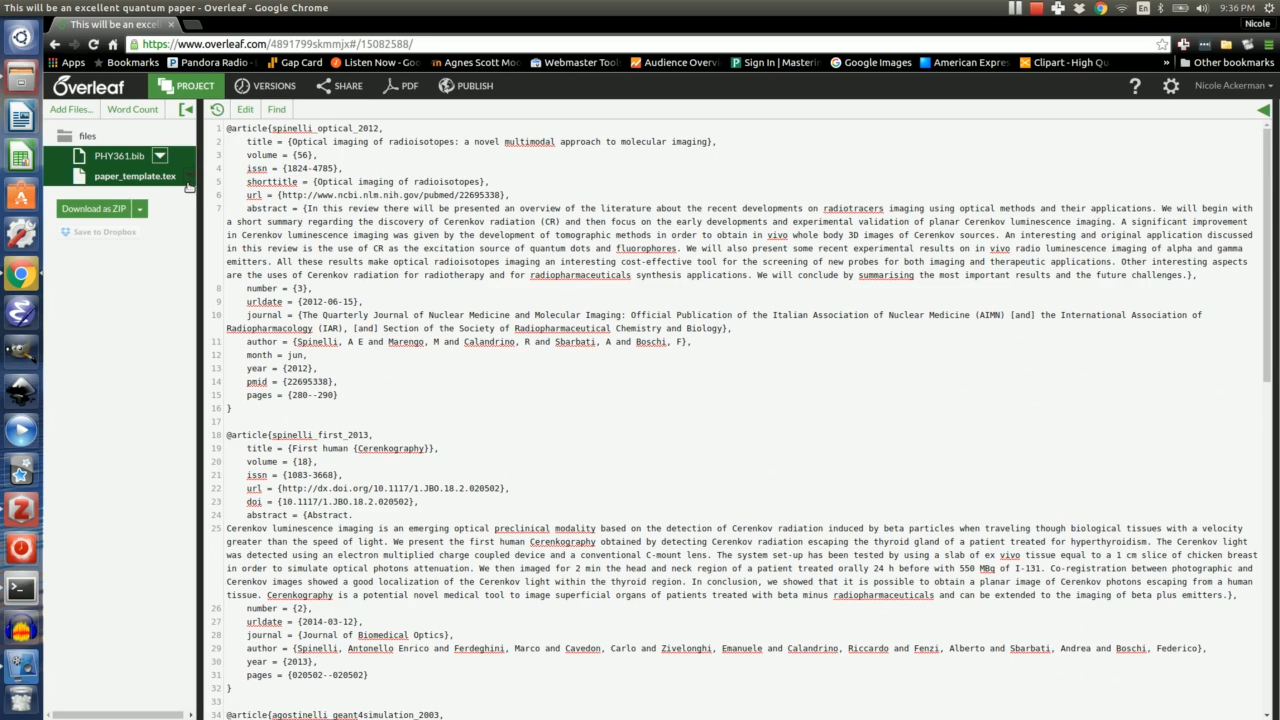 This will be an excellent quantum paper - Overleaf - Google Chrome
En
9:36 PM
This will be an excel
Nicole
https://www.overleaf.com/4891799skmmjx#/15082588/
Apps
Bookmarks
Pandora Radio -
Gap Card
Listen Now - Goo
Agnes Scott Moo
Webmaster Tool
Audience Overvi
Sign In | Masterin
Google Images
American Expres
Clipart - High Qu
»
Other bookmarks
Overleaf
PROJECT
VERSIONS
SHARE
PDF
PUBLISH
?
Nicole Ackerman
Add Files...
Word Count
Edit
Find
files
PHY361.bib
paper_template.tex
Download as ZIP
Save to Dropbox
1 @article{spinelli_optical_2012,
2 title = {Optical imaging of radioisotopes: a novel multimodal approach to molecular imaging},
3 volume = {56},
4 issn = {1824-4785},
5 shorttitle = {Optical imaging of radioisotopes},
6 url = {http://www.ncbi.nlm.nih.gov/pubmed/22695338},
7 abstract = {In this review there will be presented an overview of the literature about the recent developments on radiotracers imaging using optical methods and their applications. We will begin with
a short summary regarding the discovery of Cerenkov radiation (CR) and then focus on the early developments and experimental validation of planar Cerenkov luminescence imaging. A significant improvement
in Cerenkov luminescence imaging was given by the development of tomographic methods in order to obtain in vivo whole body 3D images of Cerenkov sources. An interesting and original application discussed
in this review is the use of CR as the excitation source of quantum dots and fluorophores. We will also present some recent experimental results on in vivo radio luminescence imaging of alpha and gamma
emitters. All these results make optical radioisotopes imaging an interesting cost-effective tool for the screening of new probes for both imaging and therapeutic applications. Other interesting aspects
are the uses of Cerenkov radiation for radiotherapy and for radiopharmaceuticals synthesis applications. We will conclude by summarising the most important results and the future challenges.},
8 number = {3},
9 urldate = {2012-06-15},
10 journal = {The Quarterly Journal of Nuclear Medicine and Molecular Imaging: Official Publication of the Italian Association of Nuclear Medicine (AIMN) [and] the International Association of
Radiopharmacology (IAR), [and] Section of the Society of Radiopharmaceutical Chemistry and Biology},
11 author = {Spinelli, A E and Marengo, M and Calandrino, R and Sbarbati, A and Boschi, F},
12 month = jun,
13 year = {2012},
14 pmid = {22695338},
15 pages = {280--290}
16 }
17
18 @article{spinelli_first_2013,
19 title = {First human {Cerenkography}},
20 volume = {18},
21 issn = {1083-3668},
22 url = {http://dx.doi.org/10.1117/1.JBO.18.2.020502},
23 doi = {10.1117/1.JBO.18.2.020502},
24 abstract = {Abstract.
25 Cerenkov luminescence imaging is an emerging optical preclinical modality based on the detection of Cerenkov radiation induced by beta particles when traveling though biological tissues with a velocity
greater than the speed of light. We present the first human Cerenkography obtained by detecting Cerenkov radiation escaping the thyroid gland of a patient treated for hyperthyroidism. The Cerenkov light
was detected using an electron multiplied charge coupled device and a conventional C-mount lens. The system set-up has been tested by using a slab of ex vivo tissue equal to a 1 cm slice of chicken breast
in order to simulate optical photons attenuation. We then imaged for 2 min the head and neck region of a patient treated orally 24 h before with 550 MBq of I-131. Co-registration between photographic and
Cerenkov images showed a good localization of the Cerenkov light within the thyroid region. In conclusion, we showed that it is possible to obtain a planar image of Cerenkov photons escaping from a human
tissue. Cerenkography is a potential novel medical tool to image superficial organs of patients treated with beta minus radiopharmaceuticals and can be extended to the imaging of beta plus emitters.},
26 number = {2},
27 urldate = {2014-03-12},
28 journal = {Journal of Biomedical Optics},
29 author = {Spinelli, Antonello Enrico and Ferdeghini, Marco and Cavedon, Carlo and Zivelonghi, Emanuele and Calandrino, Riccardo and Fenzi, Alberto and Sbarbati, Andrea and Boschi, Federico},
30 year = {2013},
31 pages = {020502--020502}
32 }
33
34 @article{agostinelli_geant4simulation_2003,